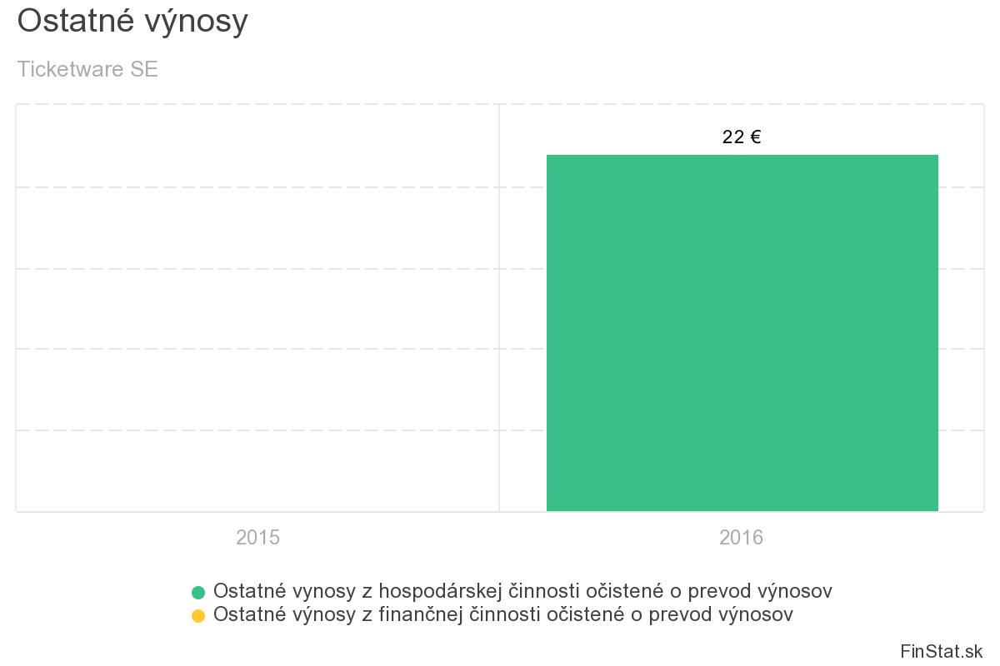 Ostatné výnosy
Ticketware SE
22 €
2015
2016
Ostatné vynosy z hospodárskej činnosti očistené o prevod výnosov
Ostatné výnosy z finančnej činnosti očistené o prevod výnosov
FinStat.sk